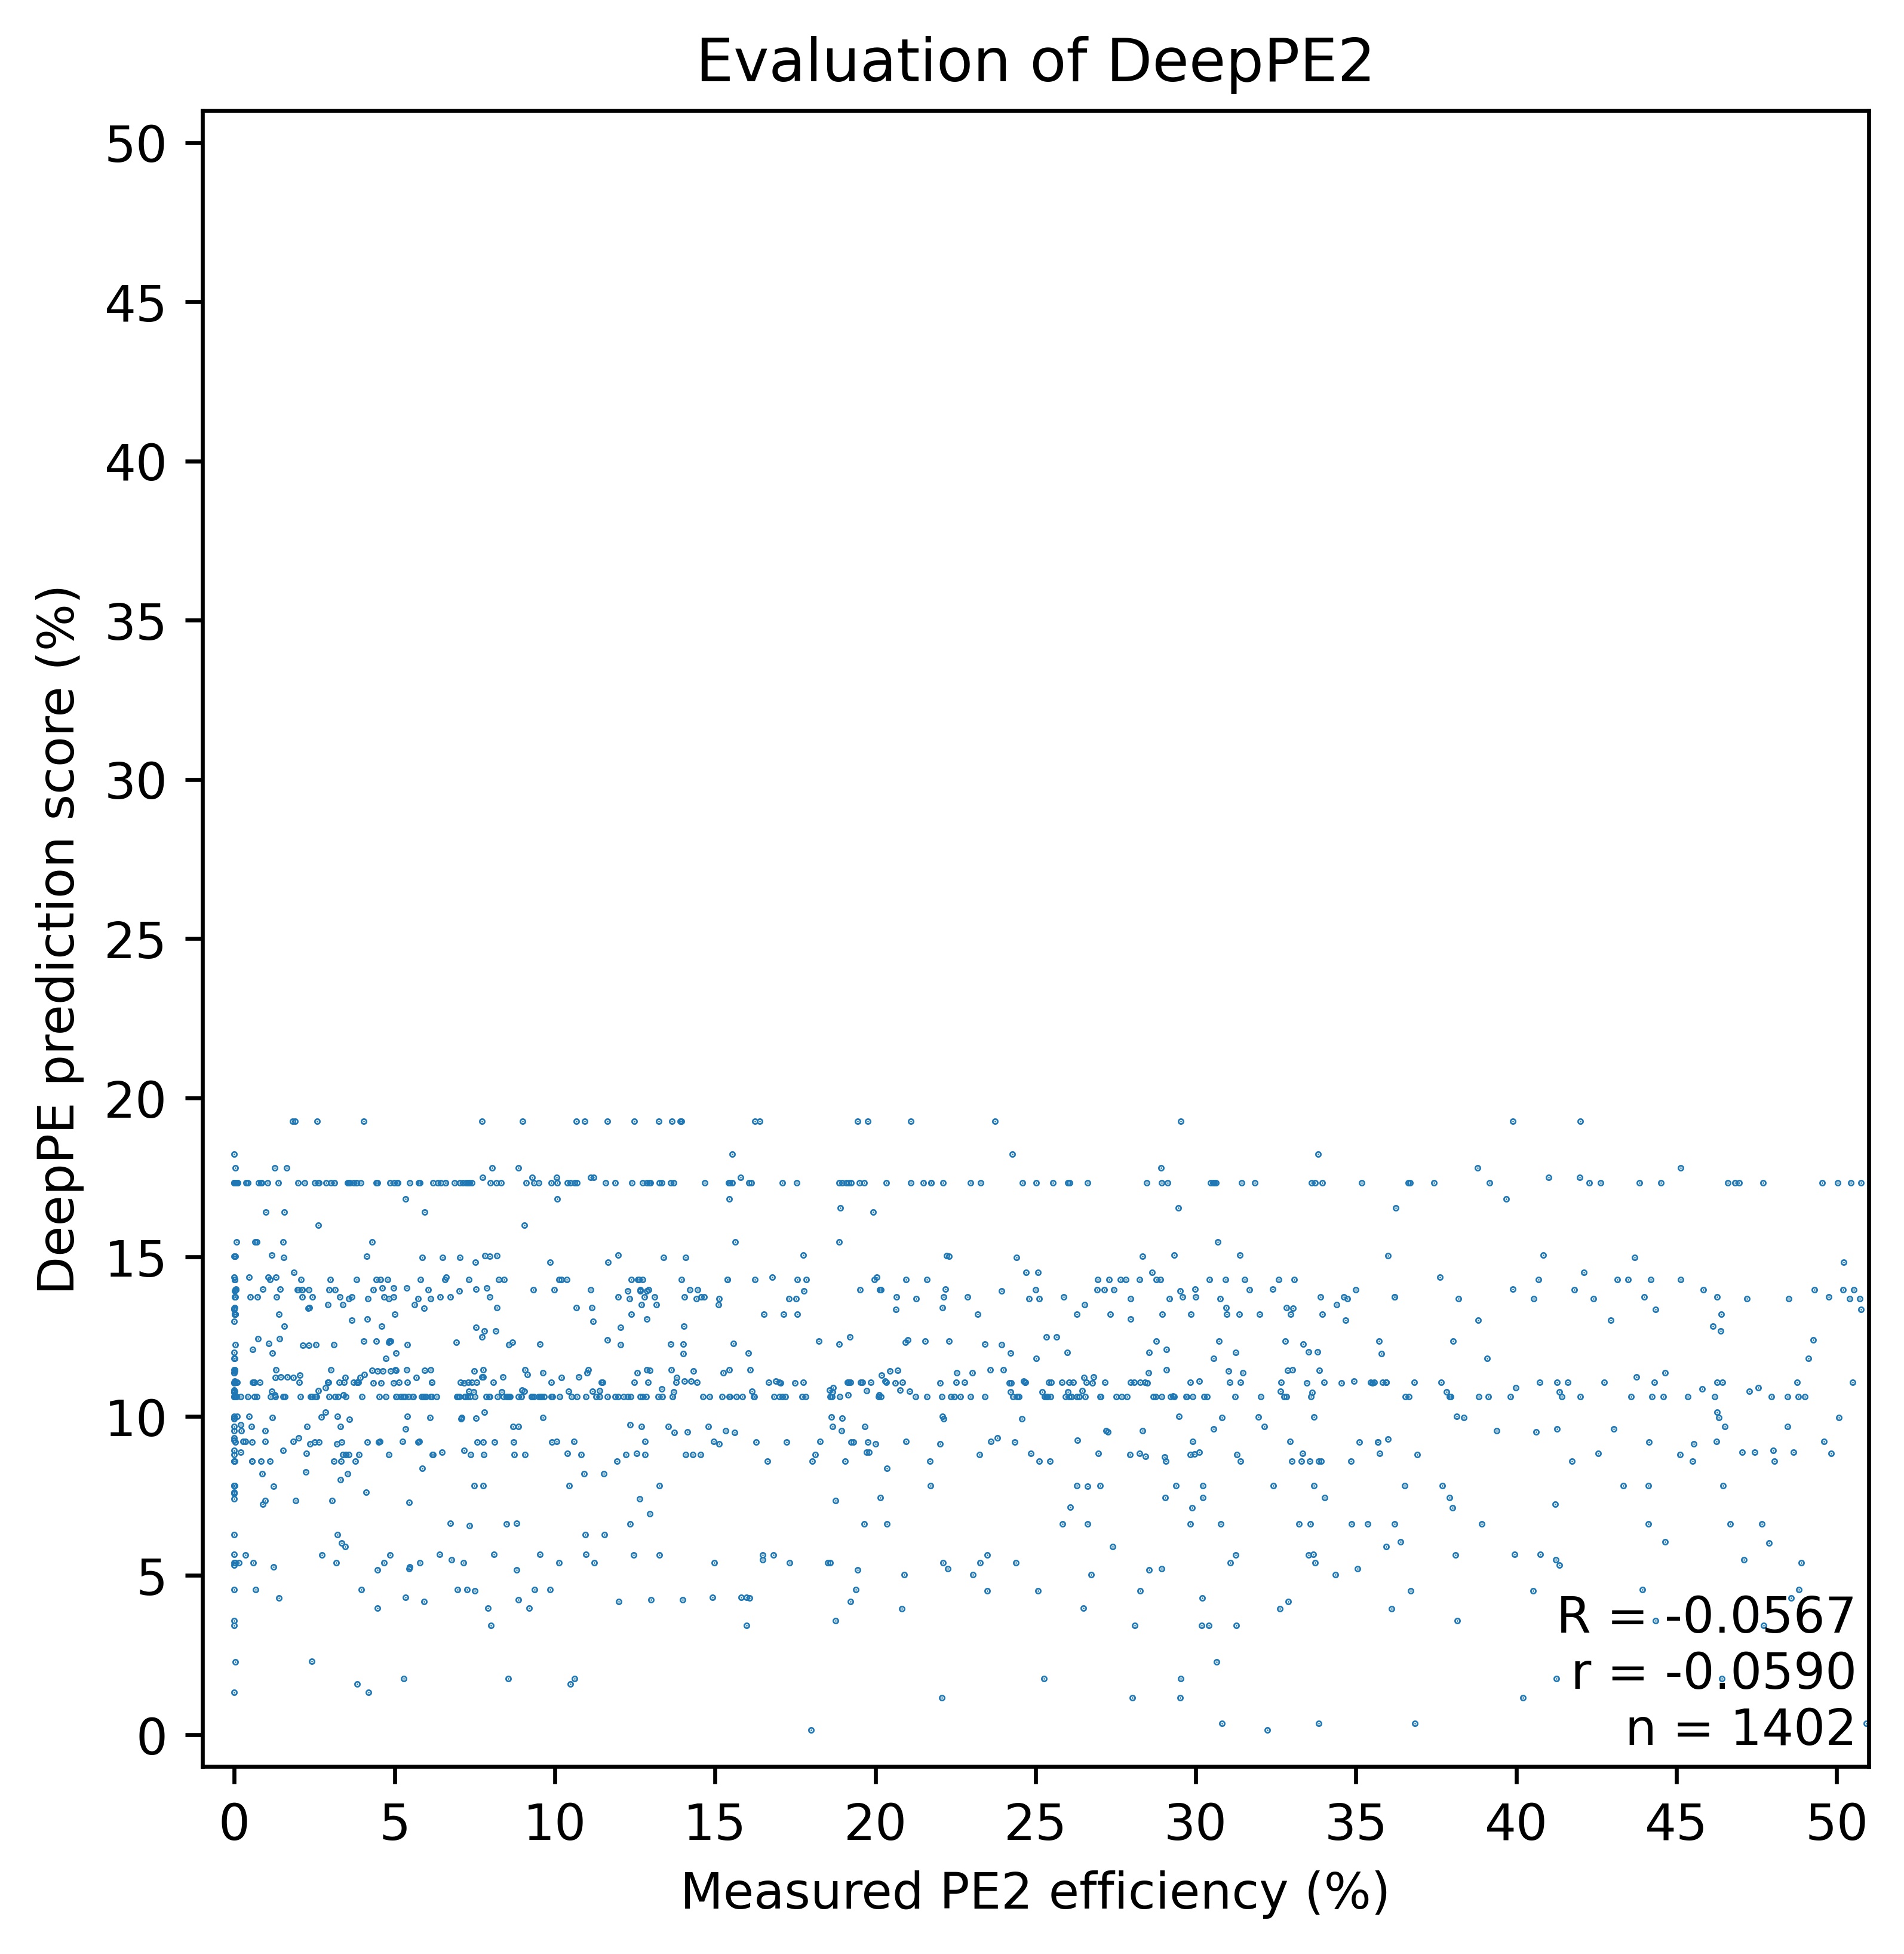 Evaluation of DeepPE2
DeepPE prediction score (%)
50
45
40
35
30
25
20
15
10
5
0
R = -0.0567
r = -0.0590
n = 1402
0 5 10 15 20 25 30 35 40 45 50
Measured PE2 efficiency (%)